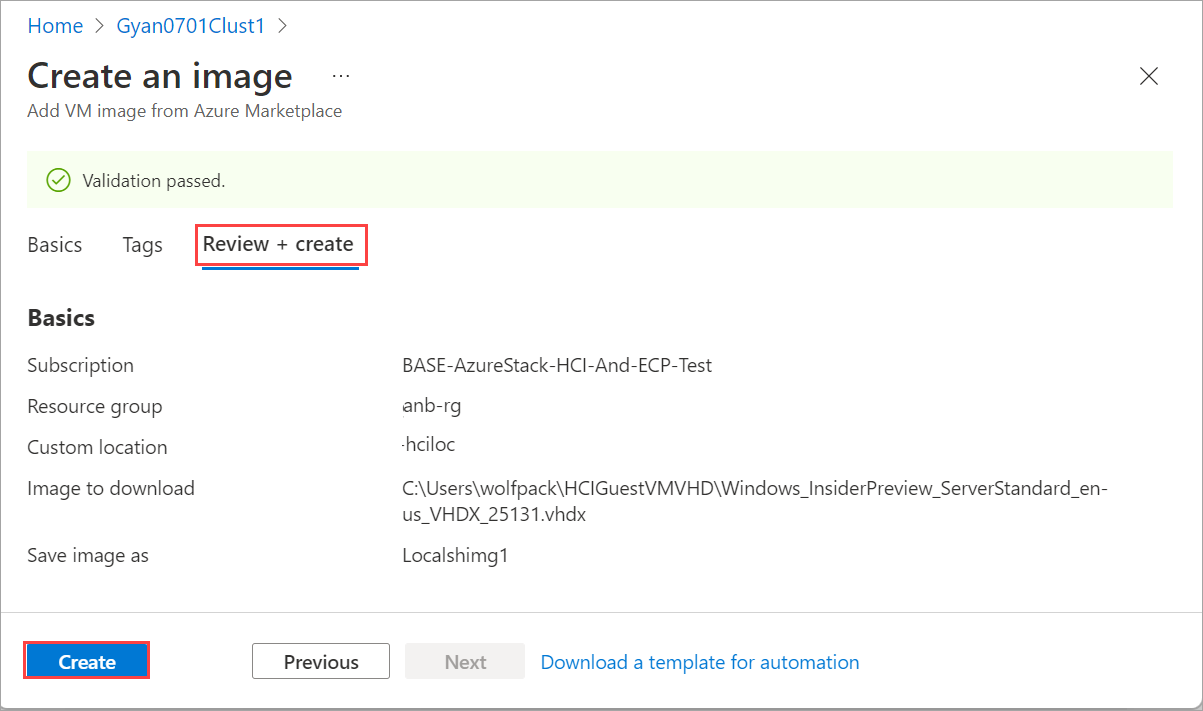 Home > Gyan0701Clust1 >
Create an image ...
Add VM image from Azure Marketplace
Validation passed.
Basics Tags Review + create
Basics
Subscription BASE-AzureStack-HCI-And-ECP-Test
Resource group anb-rg
Custom location -hciloc
Image to download C:\Users\wolfpack\HCIGuestVMVHD\Windows_InsiderPreview_ServerStandard_en-
us_VHDX_25131.vhdx
Save image as Localshimg1
Create Previous Next Download a template for automation